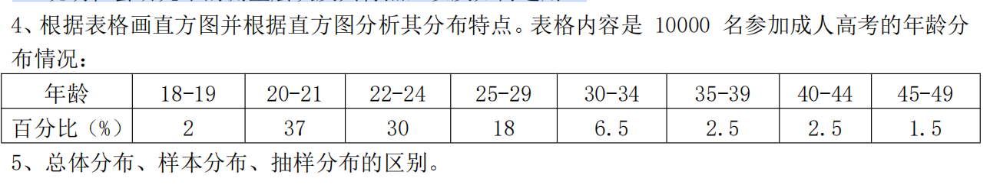 4、根据表格画直方图并根据直方图分析其分布特点。表格内容是 10000 名参加成人高考的年龄分
布情况：
年龄 18-19 20-21 22-24 25-29 30-34 35-39 40-44 45-49
百分比（%） 2 37 30 18 6.5 2.5 2.5 1.5
5、总体分布、样本分布、抽样分布的区别。